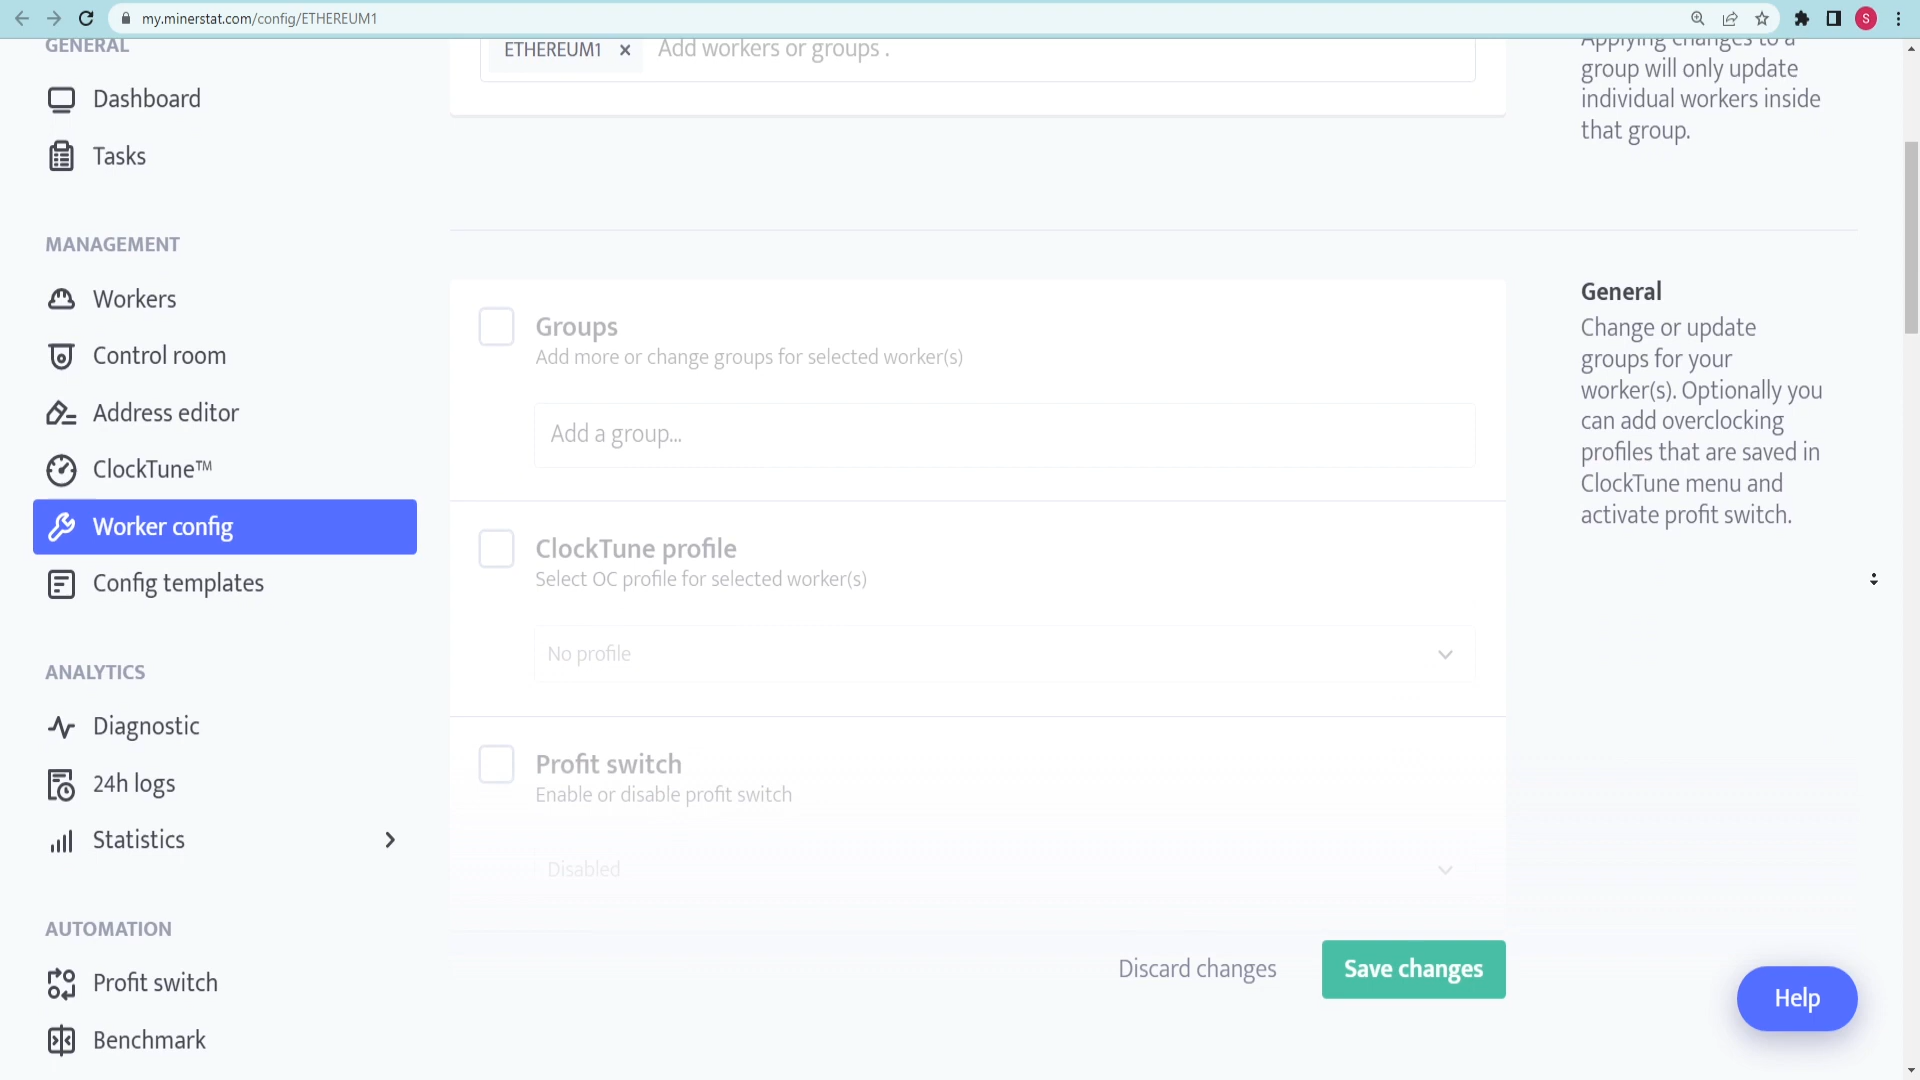 my.minerstat.com/config/ETHEREUM1
S
GENERAL
Dashboard
Tasks
MANAGEMENT
Workers
Control room
Address editor
ClockTune™
Worker config
Config templates
ANALYTICS
Diagnostic
24h logs
Statistics
AUTOMATION
Profit switch
Benchmark
ETHEREUM1 × Add workers or groups .
Applying changes to a
group will only update
individual workers inside
that group.
Groups
Add more or change groups for selected worker(s)
Add a group...
ClockTune profile
Select OC profile for selected worker(s)
No profile
Profit switch
Enable or disable profit switch
Disabled
General
Change or update
groups for your
worker(s). Optionally you
can add overclocking
profiles that are saved in
ClockTune menu and
activate profit switch.
Discard changes
Save changes
Help